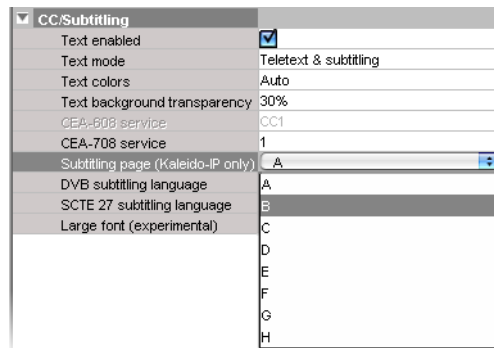 CC/Subtitling
Text enabled
Text mode Teletext & subtitling
Text colors Auto
Text background transparency 30%
CEA-608 service CC1
CEA-708 service 1
Subtitling page (Kaleido-IP only) A
DVB subtitling language A
SCTE 27 subtitling language B
Large font (experimental) C
D
E
F
G
H